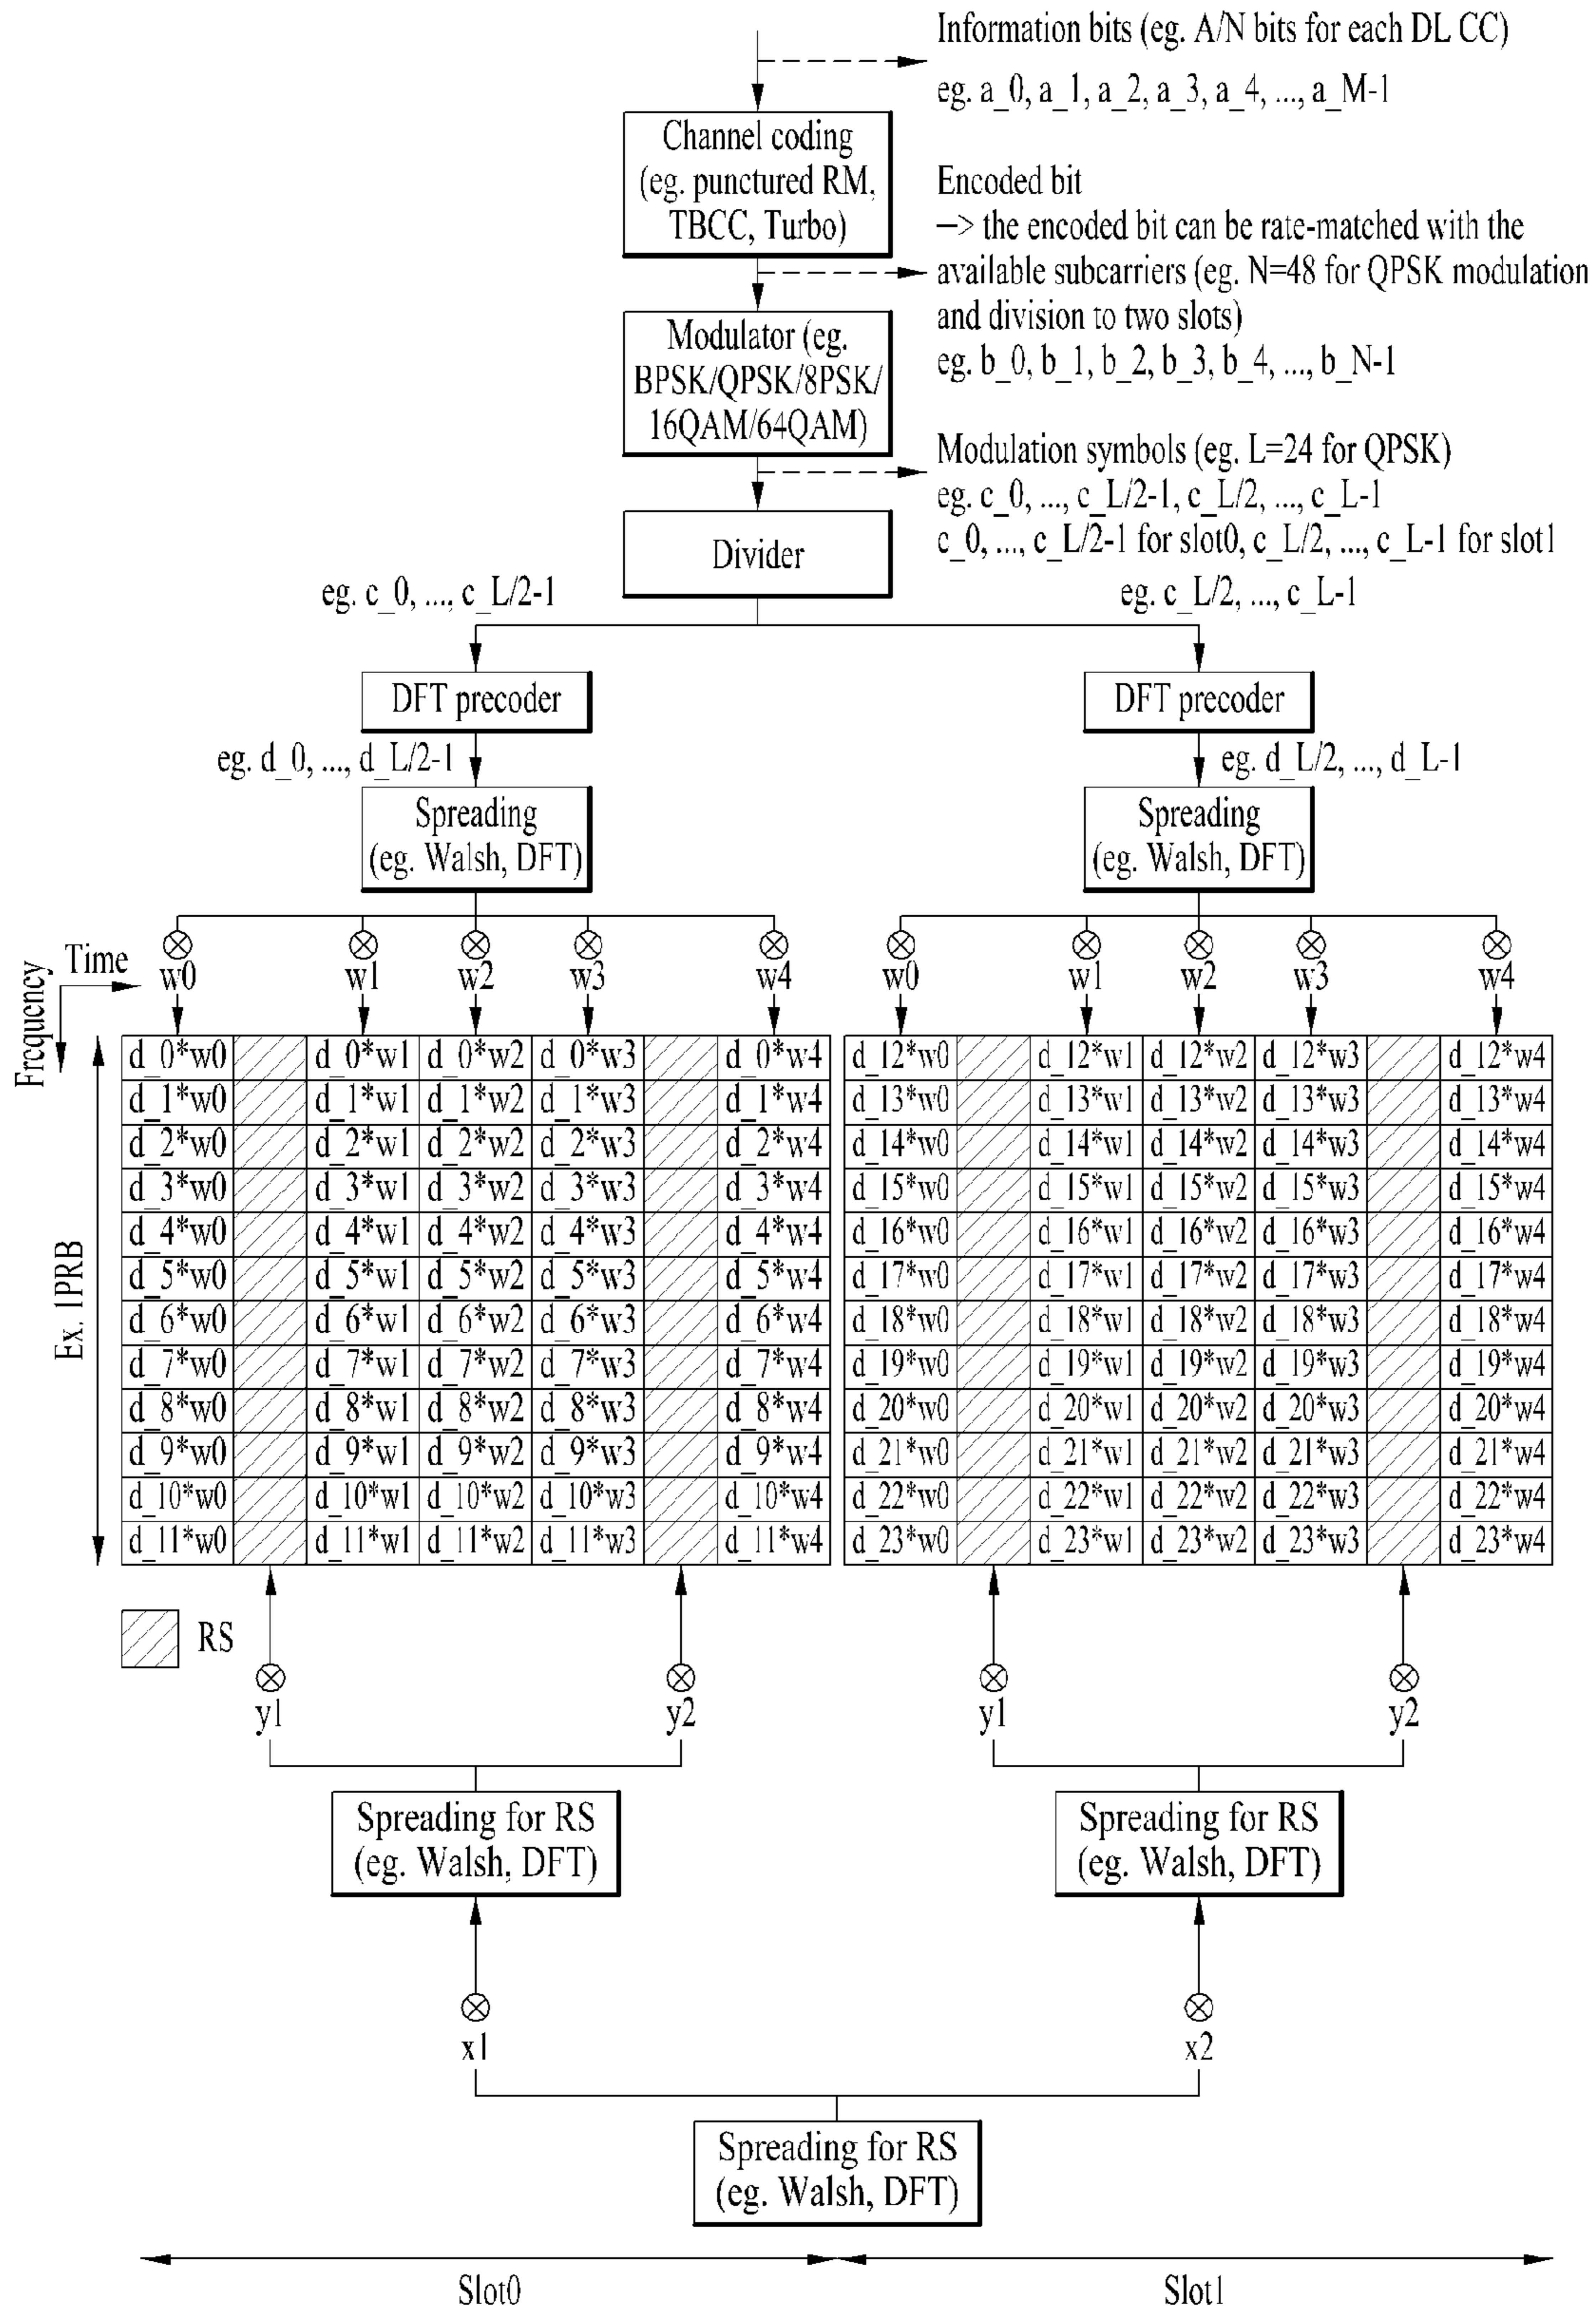 Information bits (eg. A/N bits for each DL CC)
eg. a_0, a_1, a_2, a_3, a_4, ..., a_M-1
Channel coding
(eg. punctured RM,
TBCC, Turbo)
Encoded bit
—> the encoded bit can be rate-matched with the
available subcarriers (eg. N=48 for QPSK modulation
and division to two slots)
eg. b_0, b_1, b_2, b_3, b_4, ..., b_N-1
Modulator (eg.
BPSK/QPSK/8PSK/
16QAM/64QAM)
Modulation symbols (eg. L=24 for QPSK)
eg. c_0, ..., c_L/2-1, c_L/2, ..., c_L-1
c_0, ..., c_L/2-1 for slot0, c_L/2, ..., c_L-1 for slot1
Divider
eg. c_0, ..., c_L/2-1 eg. c_L/2, ..., c_L-1
DFT precoder DFT precoder
eg. d_0, ..., d_L/2-1 eg. d_L/2, ..., d_L-1
Spreading Spreading
(eg. Walsh, DFT) (eg. Walsh, DFT)
Time
Frequency
w0 w1 w2 w3 w4 w0 w1 w2 w3 w4
Ex. 1PRB
d_0*w0 d_0*w1 d_0*w2 d_0*w3 d_0*w4 d_12*w0 d_12*w1 d_12*w2 d_12*w3 d_12*w4
d_1*w0 d_1*w1 d_1*w2 d_1*w3 d_1*w4 d_13*w0 d_13*w1 d_13*w2 d_13*w3 d_13*w4
d_2*w0 d_2*w1 d_2*w2 d_2*w3 d_2*w4 d_14*w0 d_14*w1 d_14*w2 d_14*w3 d_14*w4
d_3*w0 d_3*w1 d_3*w2 d_3*w3 d_3*w4 d_15*w0 d_15*w1 d_15*w2 d_15*w3 d_15*w4
d_4*w0 d_4*w1 d_4*w2 d_4*w3 d_4*w4 d_16*w0 d_16*w1 d_16*w2 d_16*w3 d_16*w4
d_5*w0 d_5*w1 d_5*w2 d_5*w3 d_5*w4 d_17*w0 d_17*w1 d_17*w2 d_17*w3 d_17*w4
d_6*w0 d_6*w1 d_6*w2 d_6*w3 d_6*w4 d_18*w0 d_18*w1 d_18*w2 d_18*w3 d_18*w4
d_7*w0 d_7*w1 d_7*w2 d_7*w3 d_7*w4 d_19*w0 d_19*w1 d_19*w2 d_19*w3 d_19*w4
d_8*w0 d_8*w1 d_8*w2 d_8*w3 d_8*w4 d_20*w0 d_20*w1 d_20*w2 d_20*w3 d_20*w4
d_9*w0 d_9*w1 d_9*w2 d_9*w3 d_9*w4 d_21*w0 d_21*w1 d_21*w2 d_21*w3 d_21*w4
d_10*w0 d_10*w1 d_10*w2 d_10*w3 d_10*w4 d_22*w0 d_22*w1 d_22*w2 d_22*w3 d_22*w4
d_11*w0 d_11*w1 d_11*w2 d_11*w3 d_11*w4 d_23*w0 d_23*w1 d_23*w2 d_23*w3 d_23*w4
RS
y1 y2 y1 y2
Spreading for RS Spreading for RS
(eg. Walsh, DFT) (eg. Walsh, DFT)
x1 x2
Spreading for RS
(eg. Walsh, DFT)
Slot0 Slot1